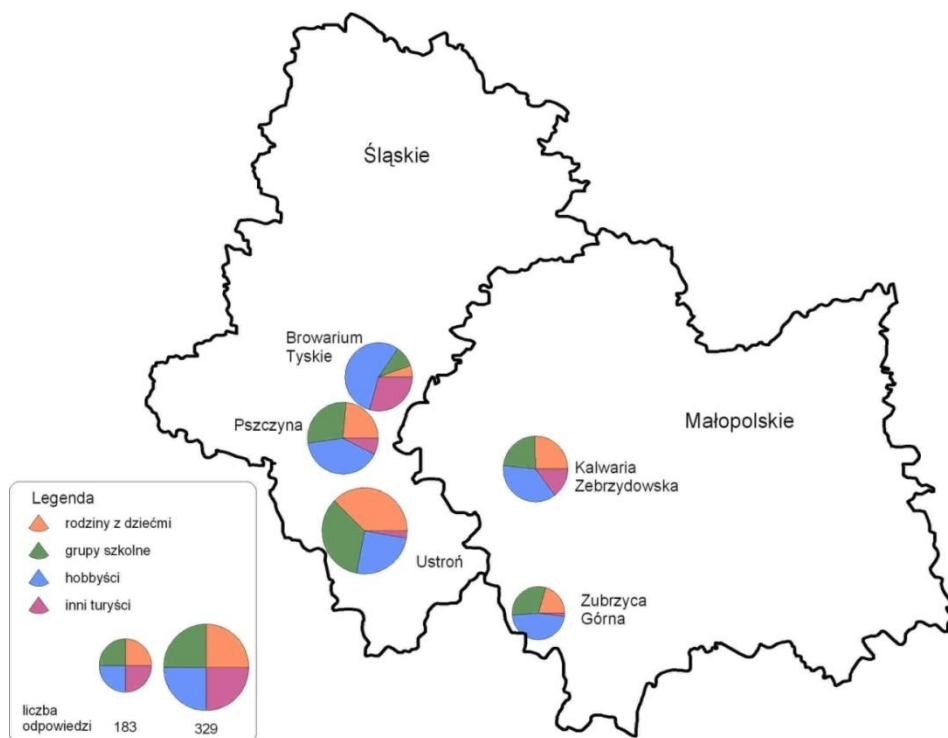 Śląskie
Browarium
Tyskie
Pszczyna
Małopolskie
Kalwaria
Zebrzydowska
Ustroń
Zubrzyca
Górna
Legenda
rodziny z dziećmi
grupy szkolne
hobbyści
inni turyści
liczba
odpowiedzi 183 329